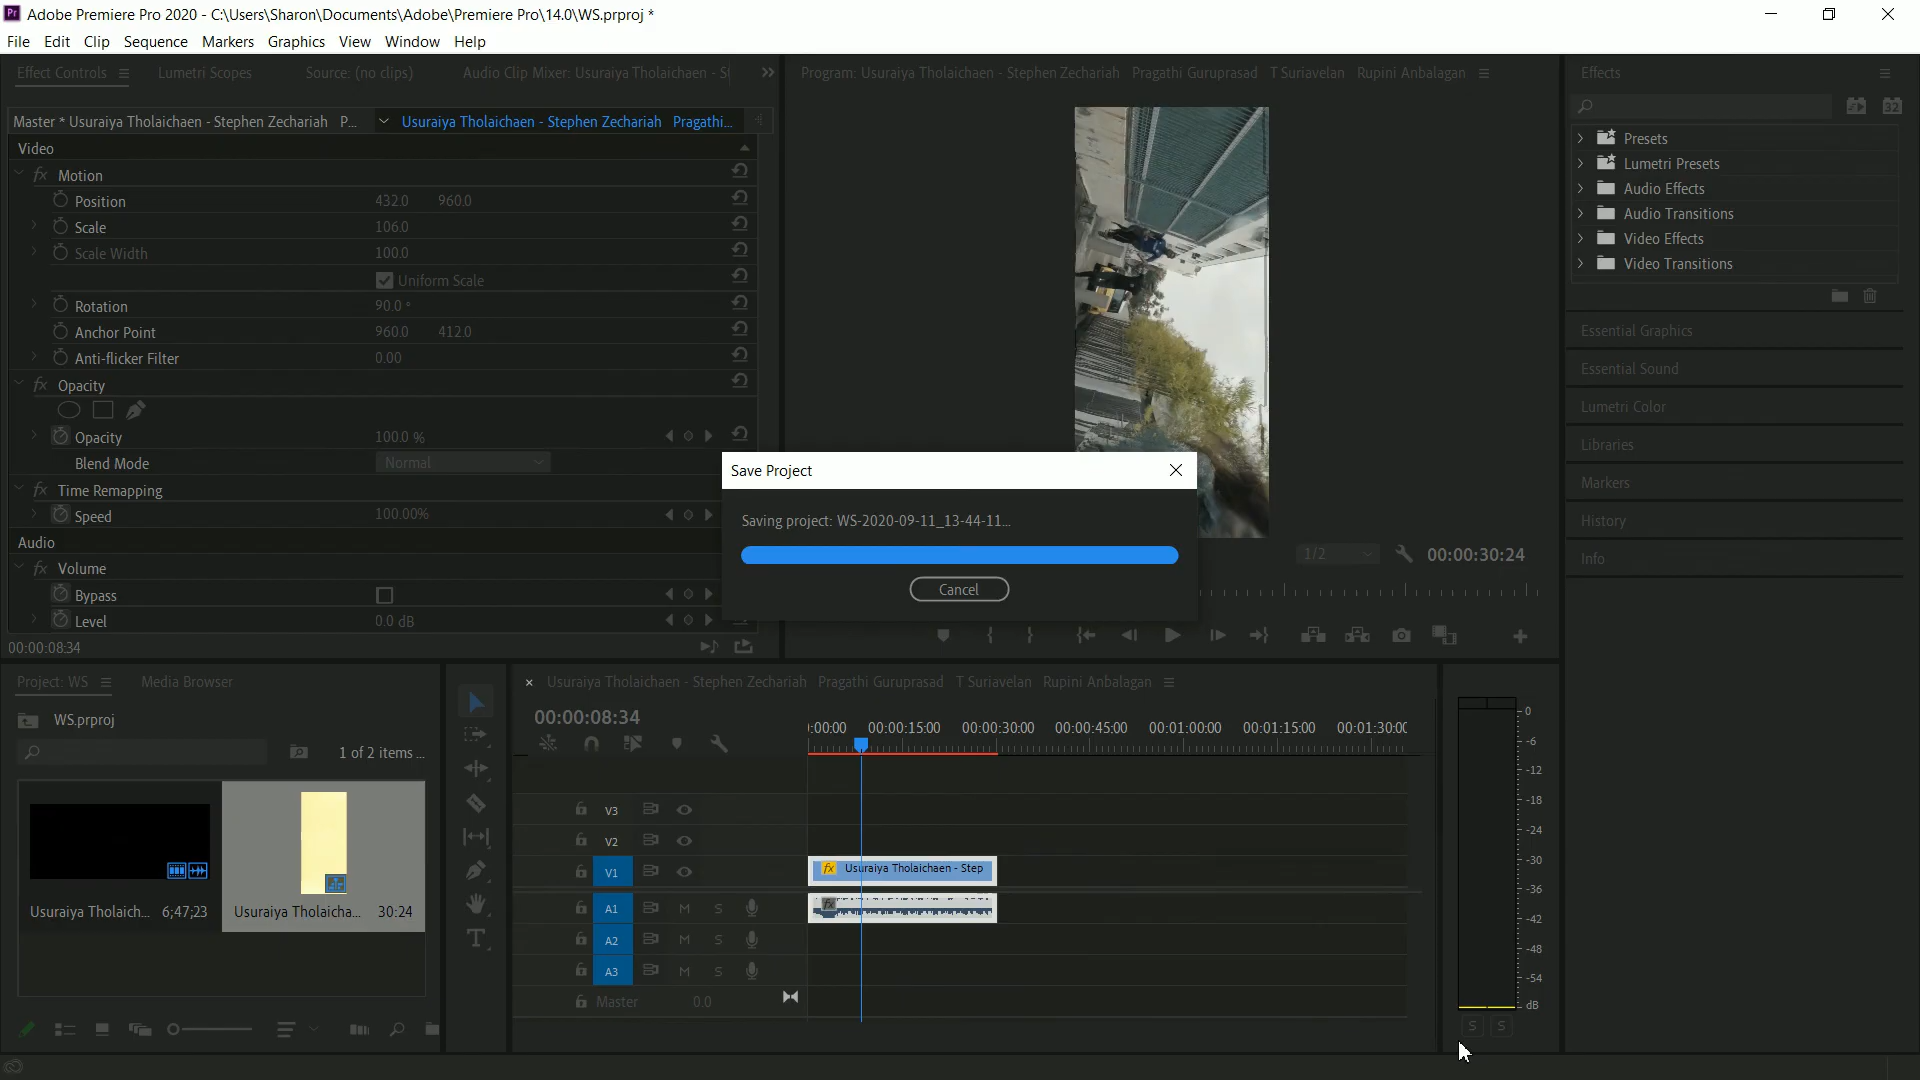 Adobe Premiere Pro 2020 - C:\Users\Sharon\Documents\Adobe\Premiere Pro\14.0\WS.prproj *
File Edit Clip Sequence Markers Graphics View Window Help
Effect Controls Lumetri Scopes Source: (no clips) Audio Clip Mixer: Usuraiya Tholaichaen - St
Program: Usuraiya Tholaichaen - Stephen Zechariah Pragathi Guruprasad T Suriavelan Rupini Anbalagan
Effects
Master * Usuraiya Tholaichaen - Stephen Zechariah P... Usuraiya Tholaichaen - Stephen Zechariah Pragathi...
32
Video
Presets
Motion
Lumetri Presets
Position 432.0 960.0
Audio Effects
Scale 106.0
Audio Transitions
Scale Width 100.0
Video Effects
Uniform Scale
Video Transitions
Rotation 90.0 °
Anchor Point 960.0 412.0
Essential Graphics
Anti-flicker Filter 0.00
Essential Sound
fx Opacity
Lumetri Color
Opacity 100.0 %
Libraries
Blend Mode Normal
Save Project
Markers
fx Time Remapping
Speed 100.00%
Saving project: WS-2020-09-11_13-44-11...
History
Audio
1/2 00:00:30:24
Info
fx Volume
Cancel
Bypass
Level 0.0 dB
00:00:08:34
Project: WS Media Browser
Usuraiya Tholaichaen - Stephen Zechariah Pragathi Guruprasad T Suriavelan Rupini Anbalagan
WS.prproj
00:00:08:34
1 of 2 items ...
:00:00 00:00:15:00 00:00:30:00 00:00:45:00 00:01:00:00 00:01:15:00 00:01:30:00
V3
V2
V1
fx Usuraiya Tholaichaen - Step
A1 M S
fx
A2 M S
A3 M S
Master 0.0
Usuraiya Tholaich... 6;47;23
Usuraiya Tholaicha... 30:24
0
-6
-12
-18
-24
-30
-36
-42
-48
-54
dB
S S